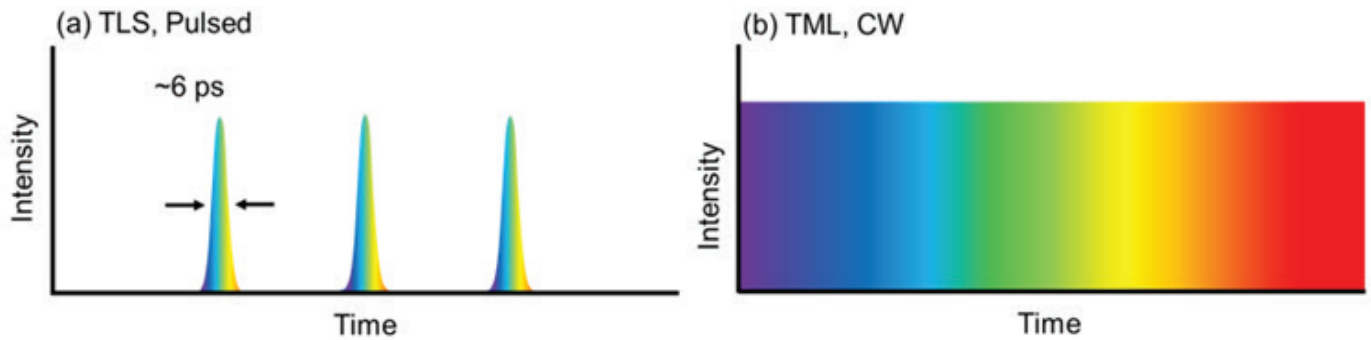 (a) TLS, Pulsed
~6 ps
Intensity
Time
(b) TML, CW
Intensity
Time